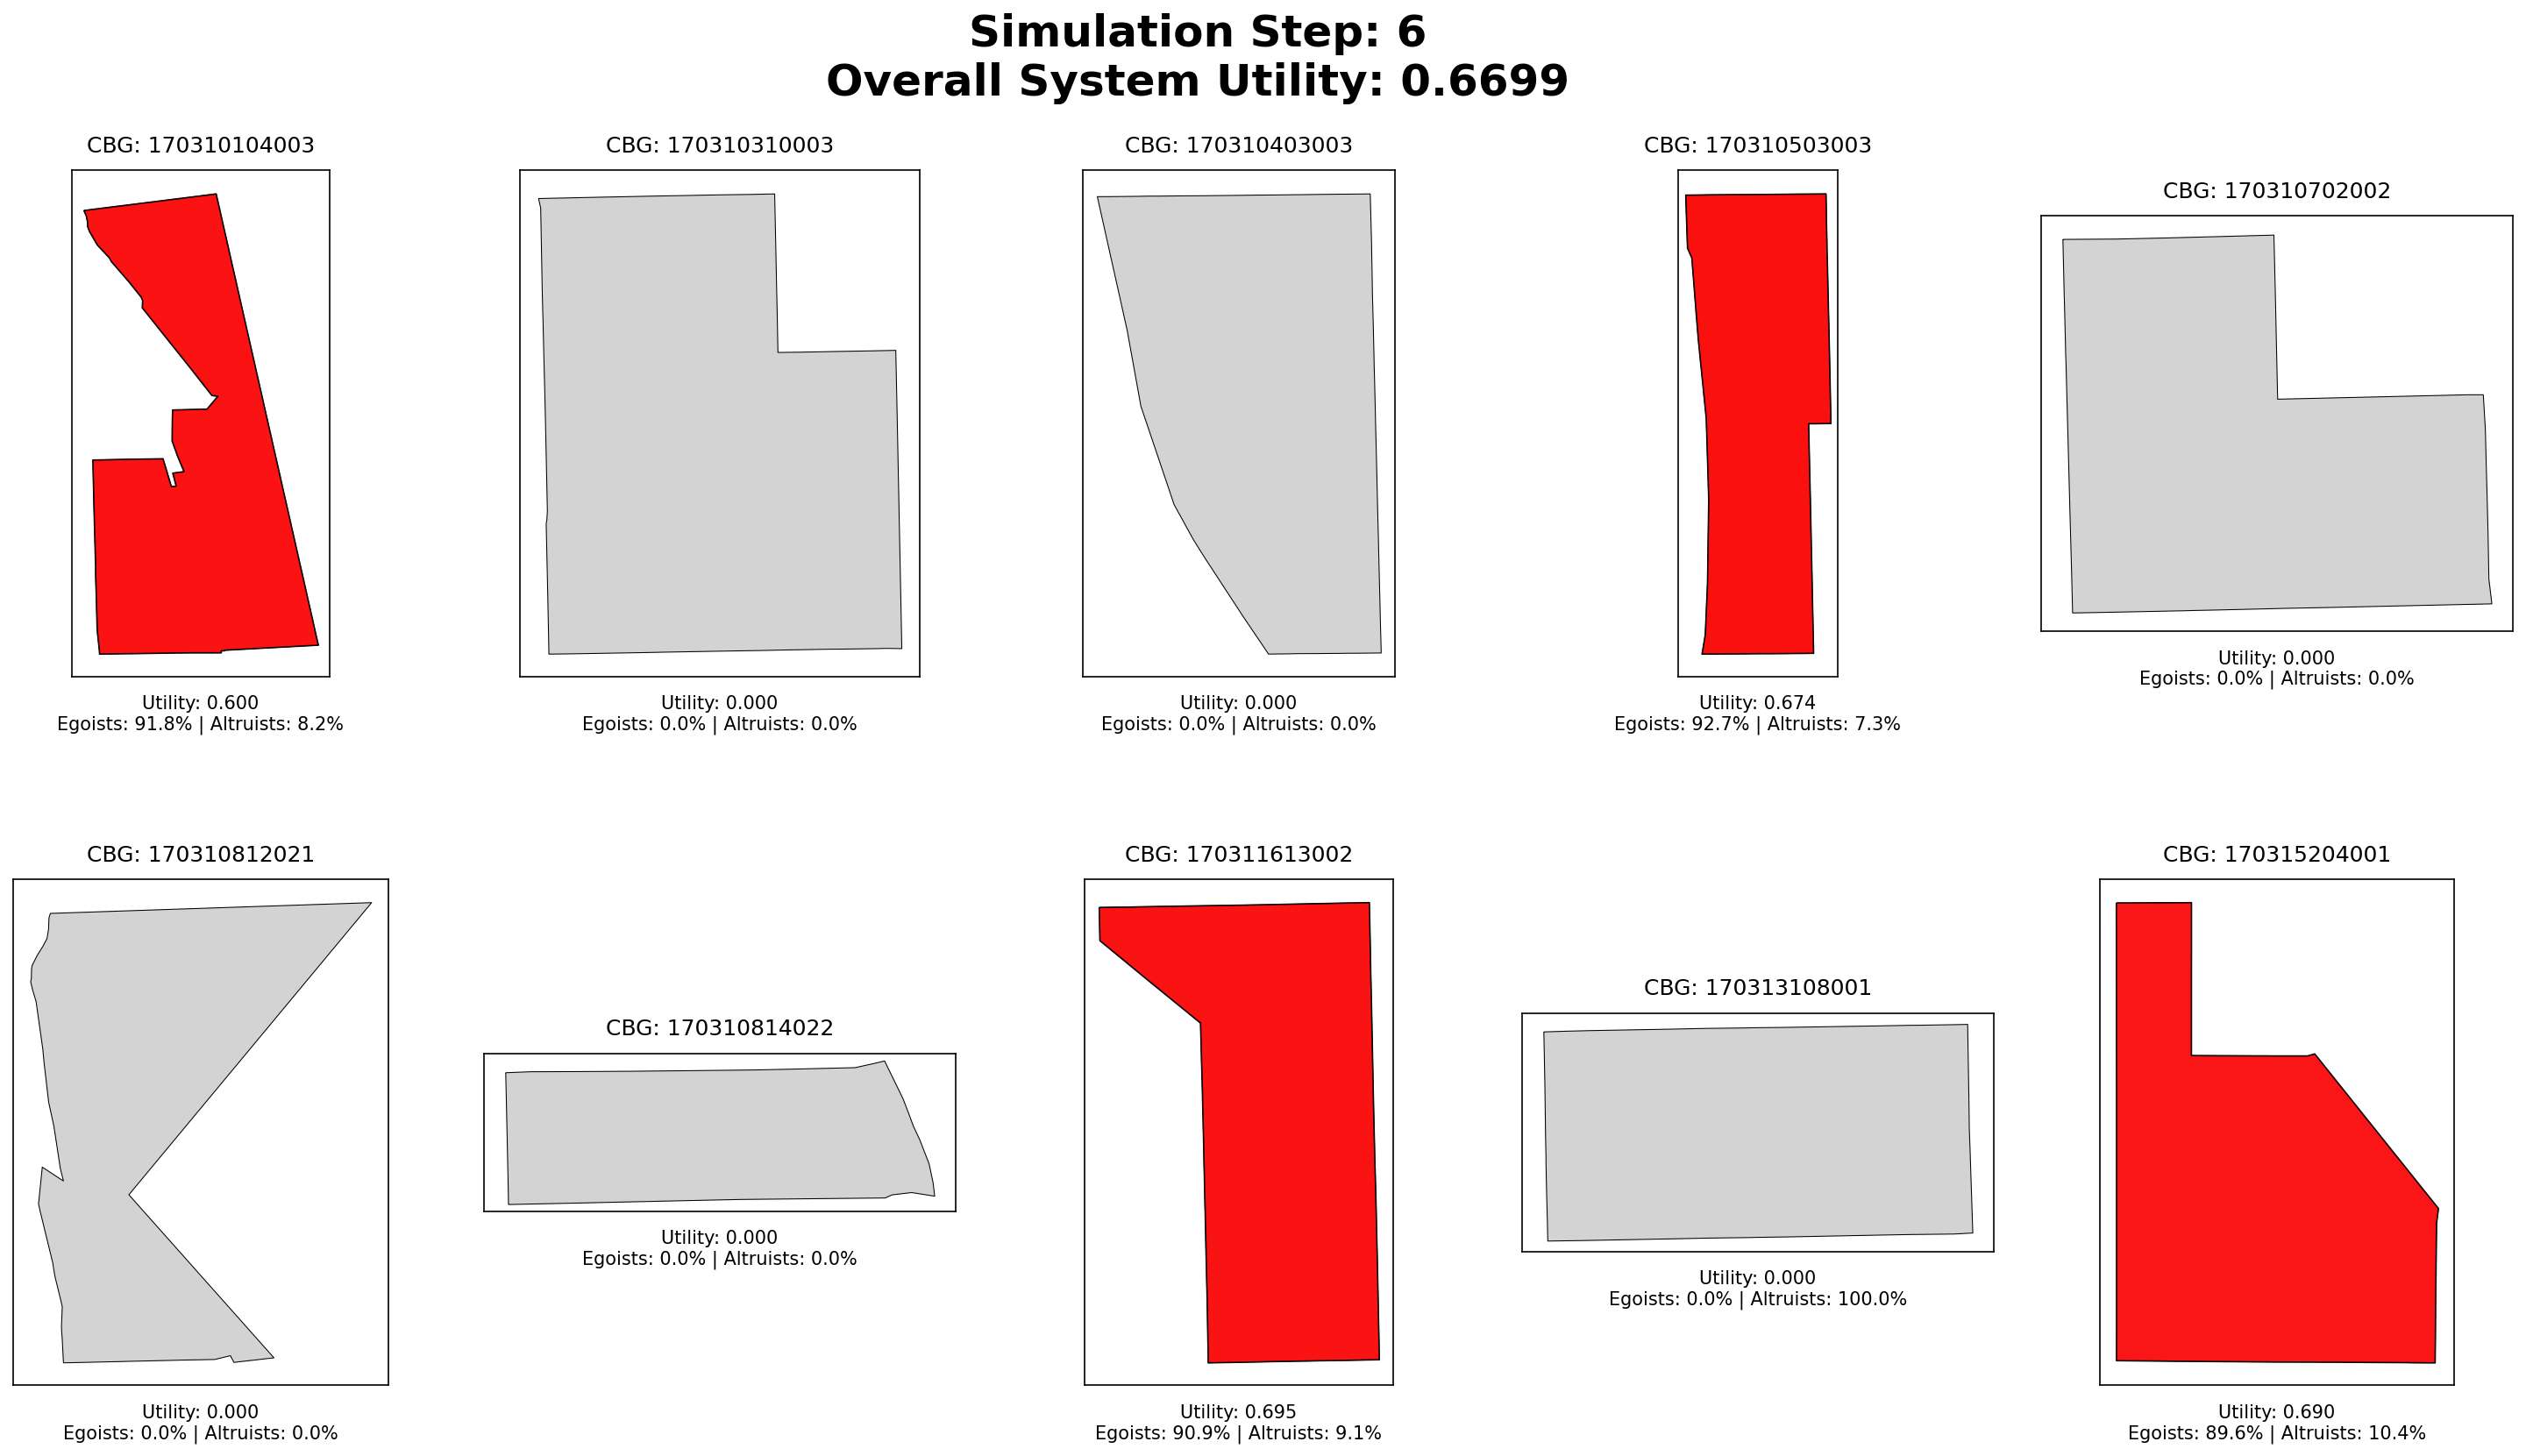 Simulation Step: 6
Overall System Utility: 0.6699
CBG: 170310104003
Utility: 0.600
Egoists: 91.8% | Altruists: 8.2%
CBG: 170310310003
Utility: 0.000
Egoists: 0.0% | Altruists: 0.0%
CBG: 170310403003
Utility: 0.000
Egoists: 0.0% | Altruists: 0.0%
CBG: 170310503003
Utility: 0.674
Egoists: 92.7% | Altruists: 7.3%
CBG: 170310702002
Utility: 0.000
Egoists: 0.0% | Altruists: 0.0%
CBG: 170310812021
Utility: 0.000
Egoists: 0.0% | Altruists: 0.0%
CBG: 170310814022
Utility: 0.000
Egoists: 0.0% | Altruists: 0.0%
CBG: 170311613002
Utility: 0.695
Egoists: 90.9% | Altruists: 9.1%
CBG: 170313108001
Utility: 0.000
Egoists: 0.0% | Altruists: 100.0%
CBG: 170315204001
Utility: 0.690
Egoists: 89.6% | Altruists: 10.4%